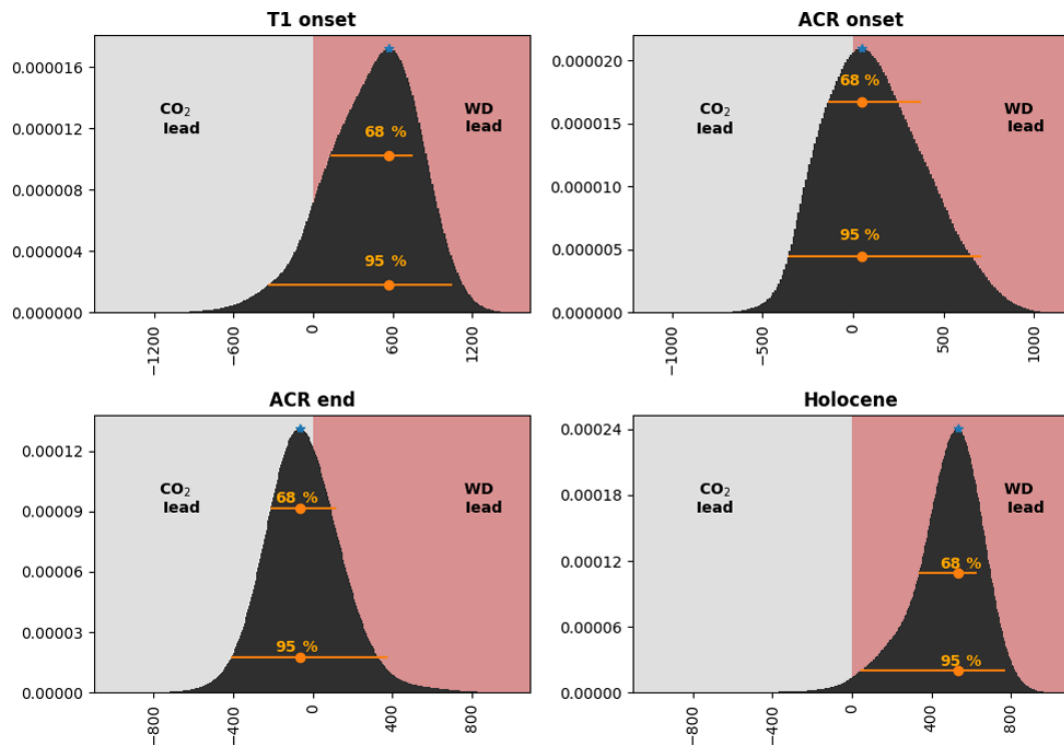 T1 onset
0.000016
0.000012
0.000008
0.000004
0.000000
CO₂
lead
WD
lead
68 %
95 %
−1200
−600
0
600
1200
ACR onset
0.000020
0.000015
0.000010
0.000005
0.000000
CO₂
lead
WD
lead
68 %
95 %
−1000
−500
0
500
1000
ACR end
0.00012
0.00009
0.00006
0.00003
0.00000
CO₂
lead
WD
lead
68 %
95 %
−800
−400
0
400
800
Holocene
0.00024
0.00018
0.00012
0.00006
0.00000
CO₂
lead
WD
lead
68 %
95 %
−800
−400
0
400
800